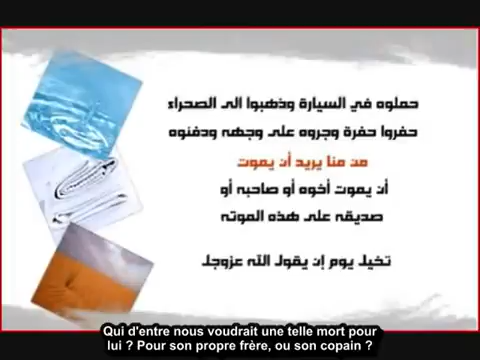 حملوه في السيارة وذهبوا الى الصحراء
حفروا حفرة وجروه على وجهه ودفنوه
من منا يريد أن يموت
أن يموت أخوه أو صاحبه أو
صديقه على هذه الموته
تخيل يوم إن يقول الله عزوجل
Qui d'entre nous voudrait une telle mort pour
lui ? Pour son propre frère, ou son copain ?